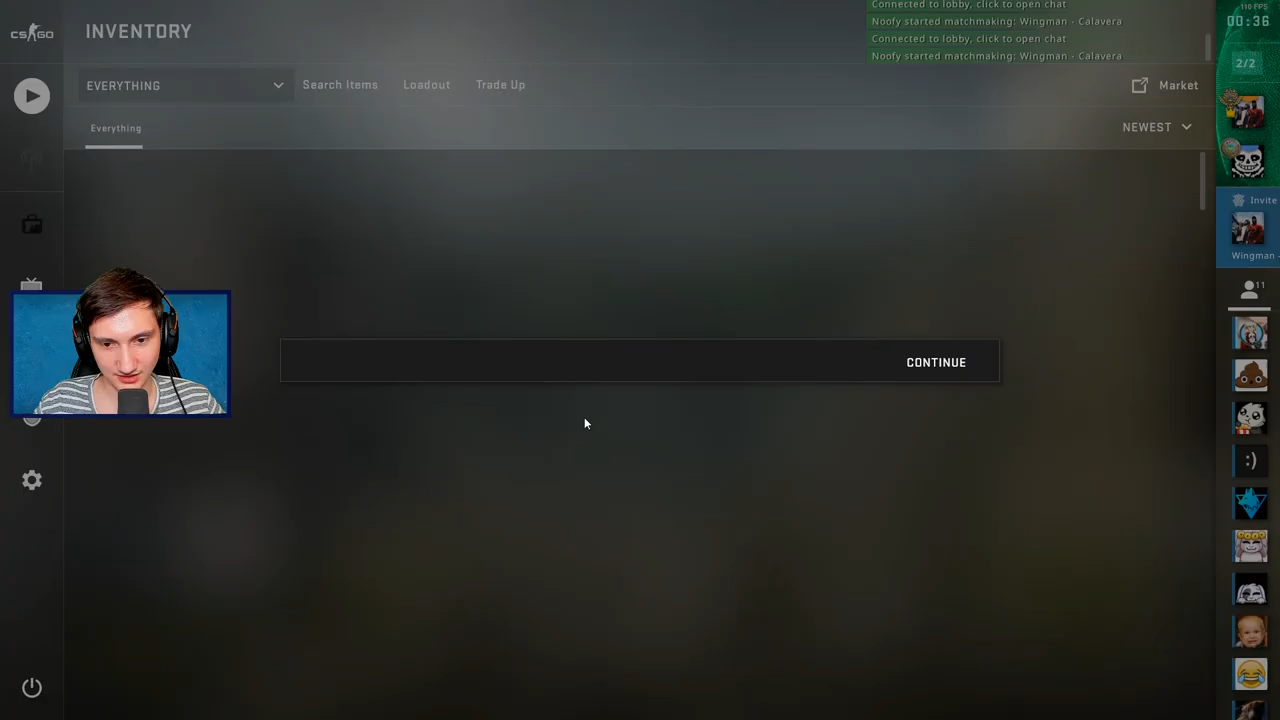 Connected to lobby, click to open chat
Noofy started matchmaking: Wingman - Calavera
Connected to lobby, click to open chat
Noofy started matchmaking: Wingman - Calavera
110 FPS
00:36
CS:GO
INVENTORY
2/2
EVERYTHING
Search Items
Loadout
Trade Up
Market
Everything
NEWEST
Invite
Wingman -
11
CONTINUE
:)